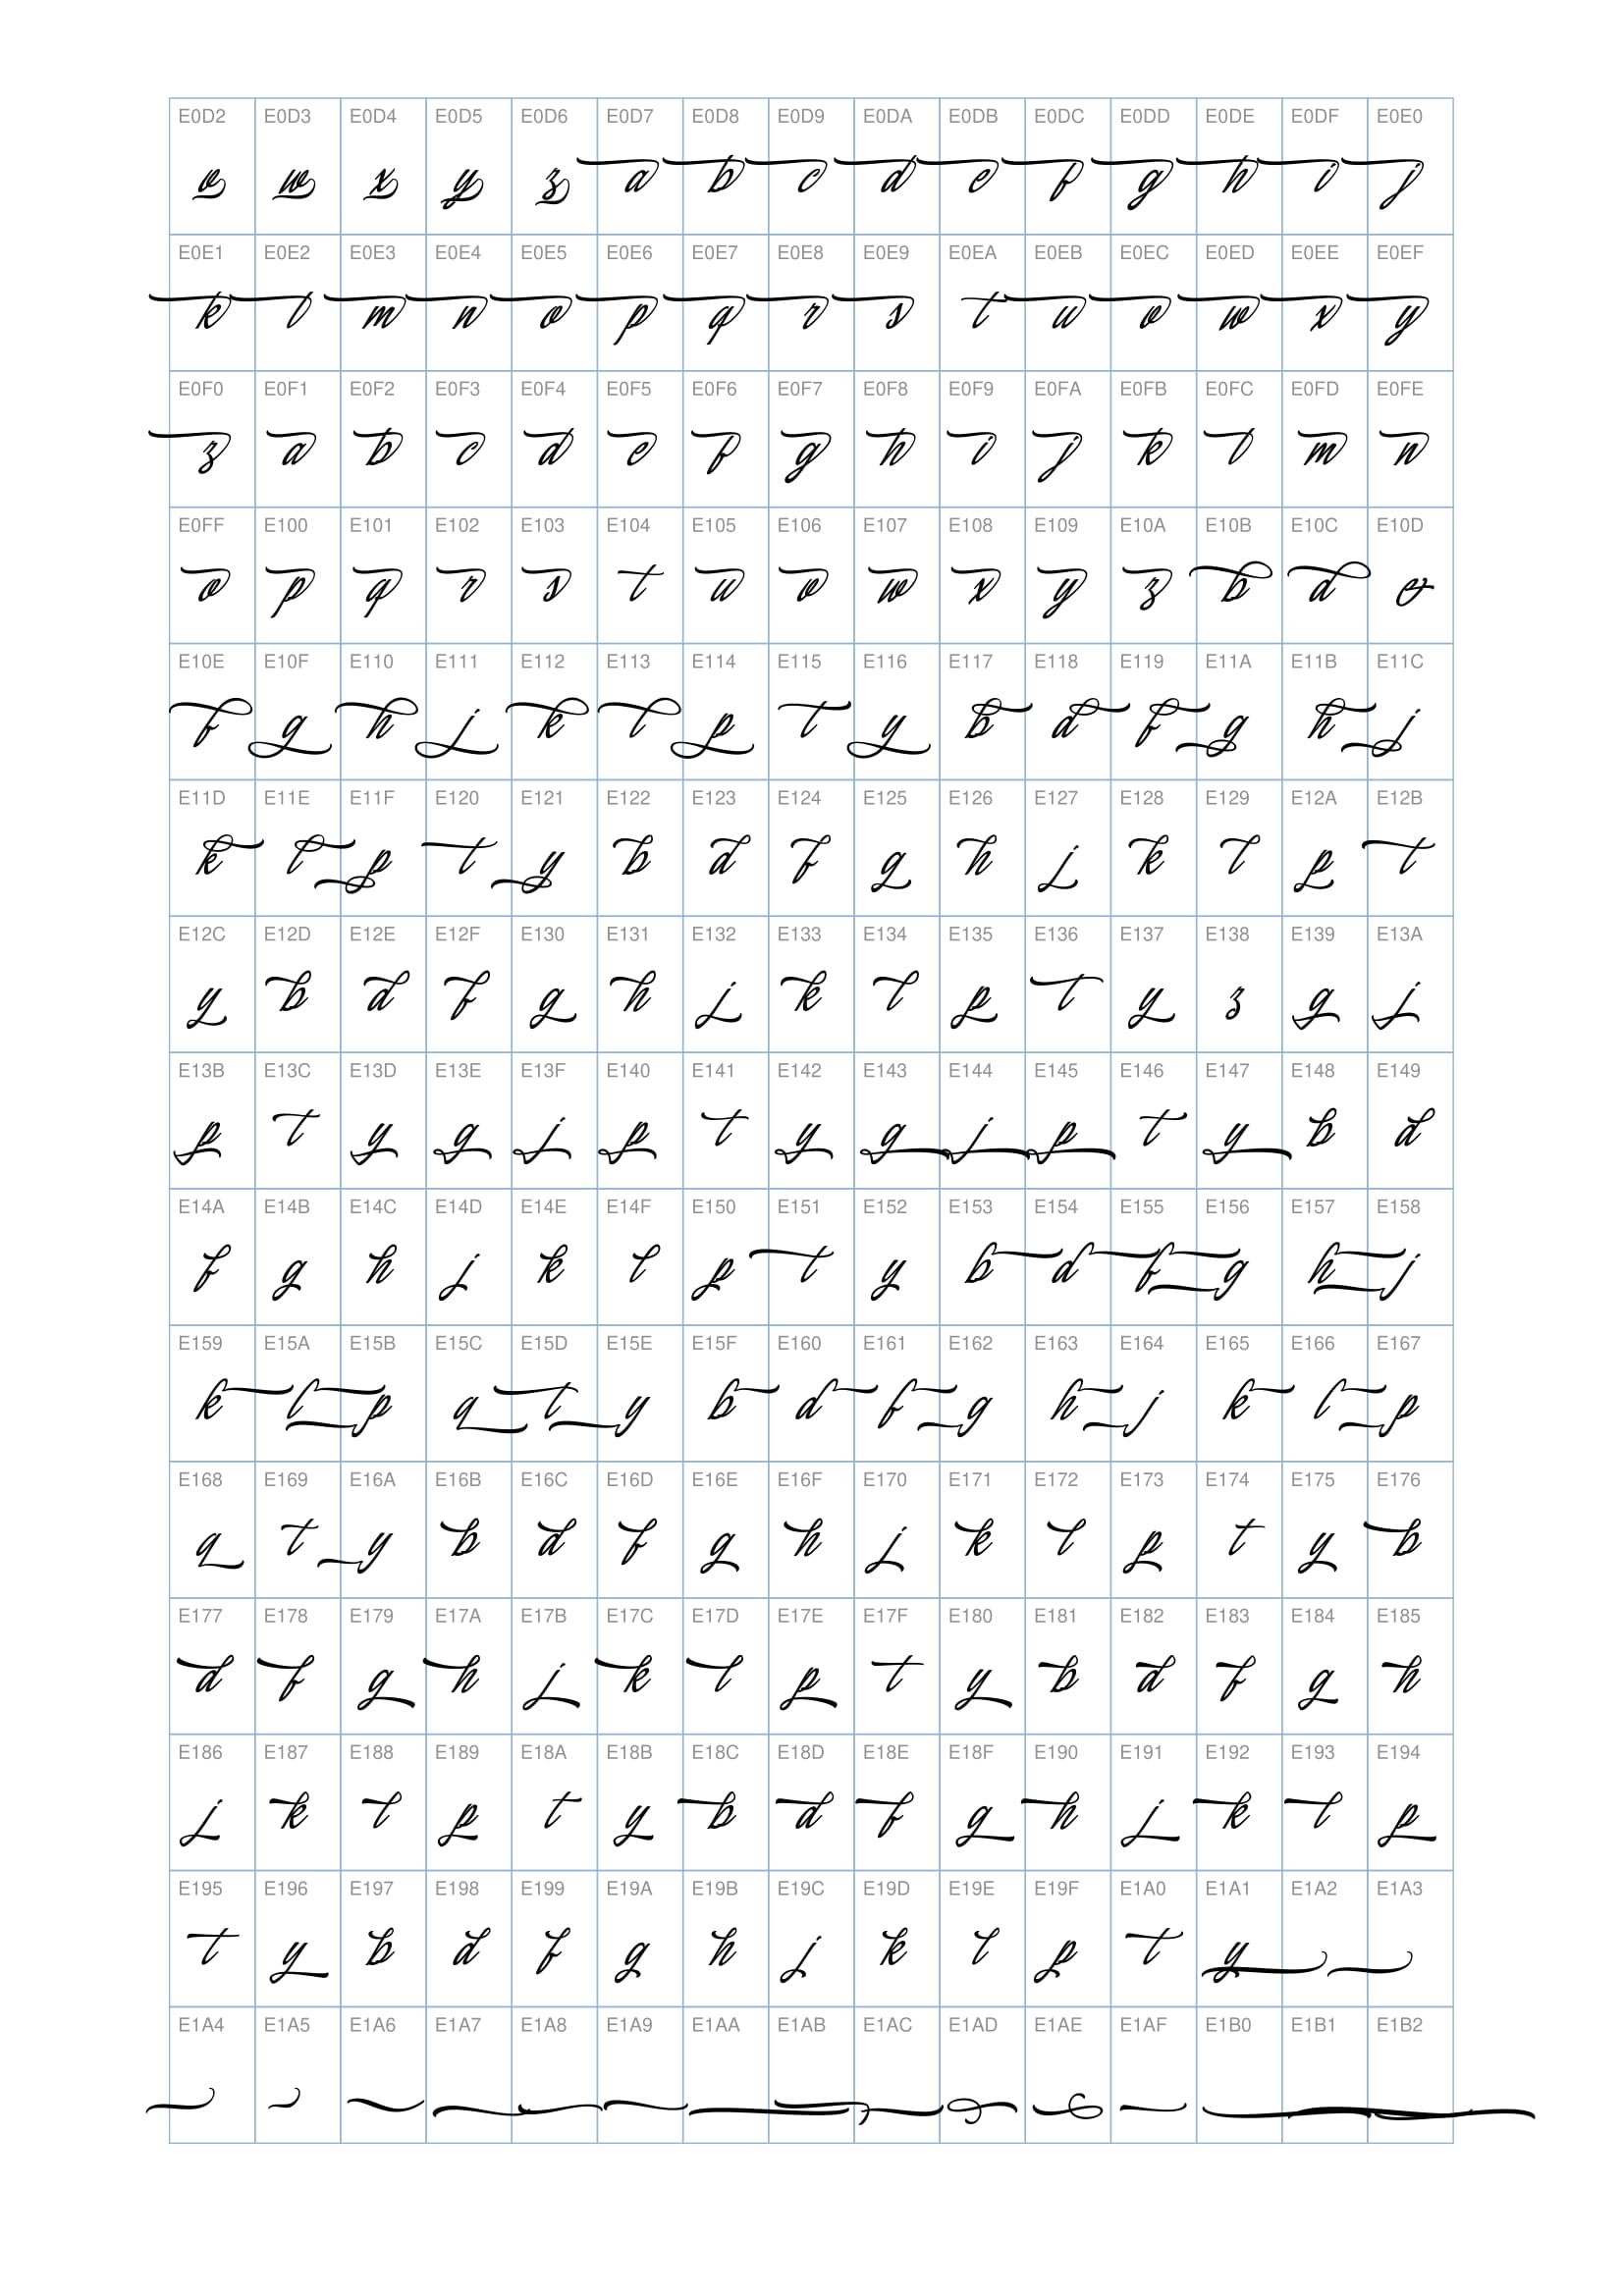 E0D2 E0D3 E0D4 E0D5 E0D6 E0D7 E0D8 E0D9 E0DA E0DB E0DC E0DD E0DE E0DF E0E0
v w x y z a b c d e f g h i j
E0E1 E0E2 E0E3 E0E4 E0E5 E0E6 E0E7 E0E8 E0E9 E0EA E0EB E0EC E0ED E0EE E0EF
k l m n o p q r s t u v w x y
E0F0 E0F1 E0F2 E0F3 E0F4 E0F5 E0F6 E0F7 E0F8 E0F9 E0FA E0FB E0FC E0FD E0FE
z a b c d e f g h i j k l m n
E0FF E100 E101 E102 E103 E104 E105 E106 E107 E108 E109 E10A E10B E10C E10D
o p q r s t u v w x y z b d e
E10E E10F E110 E111 E112 E113 E114 E115 E116 E117 E118 E119 E11A E11B E11C
f g h j k l p t y b d f g h j
E11D E11E E11F E120 E121 E122 E123 E124 E125 E126 E127 E128 E129 E12A E12B
k l p t y b d f g h j k l p t
E12C E12D E12E E12F E130 E131 E132 E133 E134 E135 E136 E137 E138 E139 E13A
y b d f g h j k l p t y z g j
E13B E13C E13D E13E E13F E140 E141 E142 E143 E144 E145 E146 E147 E148 E149
p t y g j p t y g j p t y b d
E14A E14B E14C E14D E14E E14F E150 E151 E152 E153 E154 E155 E156 E157 E158
f g h j k l p t y b d f g h j
E159 E15A E15B E15C E15D E15E E15F E160 E161 E162 E163 E164 E165 E166 E167
k l p q t y b d f g h j k l p
E168 E169 E16A E16B E16C E16D E16E E16F E170 E171 E172 E173 E174 E175 E176
q t y b d f g h j k l p t y b
E177 E178 E179 E17A E17B E17C E17D E17E E17F E180 E181 E182 E183 E184 E185
d f g h j k l p t y b d f g h
E186 E187 E188 E189 E18A E18B E18C E18D E18E E18F E190 E191 E192 E193 E194
j k l p t y b d f g h j k l p
E195 E196 E197 E198 E199 E19A E19B E19C E19D E19E E19F E1A0 E1A1 E1A2 E1A3
t y b d f g h j k l p t y
E1A4 E1A5 E1A6 E1A7 E1A8 E1A9 E1AA E1AB E1AC E1AD E1AE E1AF E1B0 E1B1 E1B2